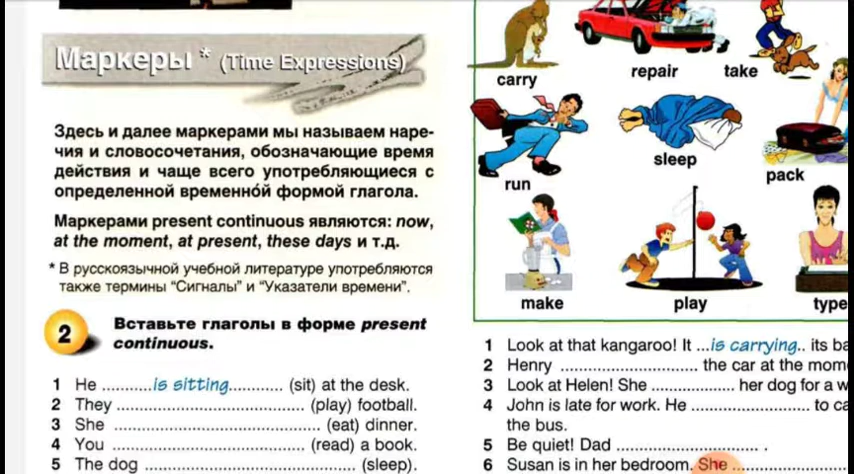 Маркеры * (Time Expressions)
Здесь и далее маркерами мы называем наре-
чия и словосочетания, обозначающие время
действия и чаще всего употребляющиеся с
определенной временнóй формой глагола.
Маркерами present continuous являются: now,
at the moment, at present, these days и т.д.
* В русскоязычной учебной литературе употребляются
также термины "Сигналы" и "Указатели времени".
2 Вставьте глаголы в форме present
continuous.
1 He ...........is sitting............ (sit) at the desk.
2 They ....................................... (play) football.
3 She ........................................... (eat) dinner.
4 You ......................................... (read) a book.
5 The dog ............................................ (sleep).
carry
repair
take
run
sleep
pack
make
play
type
1 Look at that kangaroo! It ...is carrying.. its
2 Henry ............................. the car at the
3 Look at Helen! She .................. her dog for a
4 John is late for work. He ......................... to
the bus.
5 Be quiet! Dad .............................. .
6 Susan is in her bedroom. She ........................